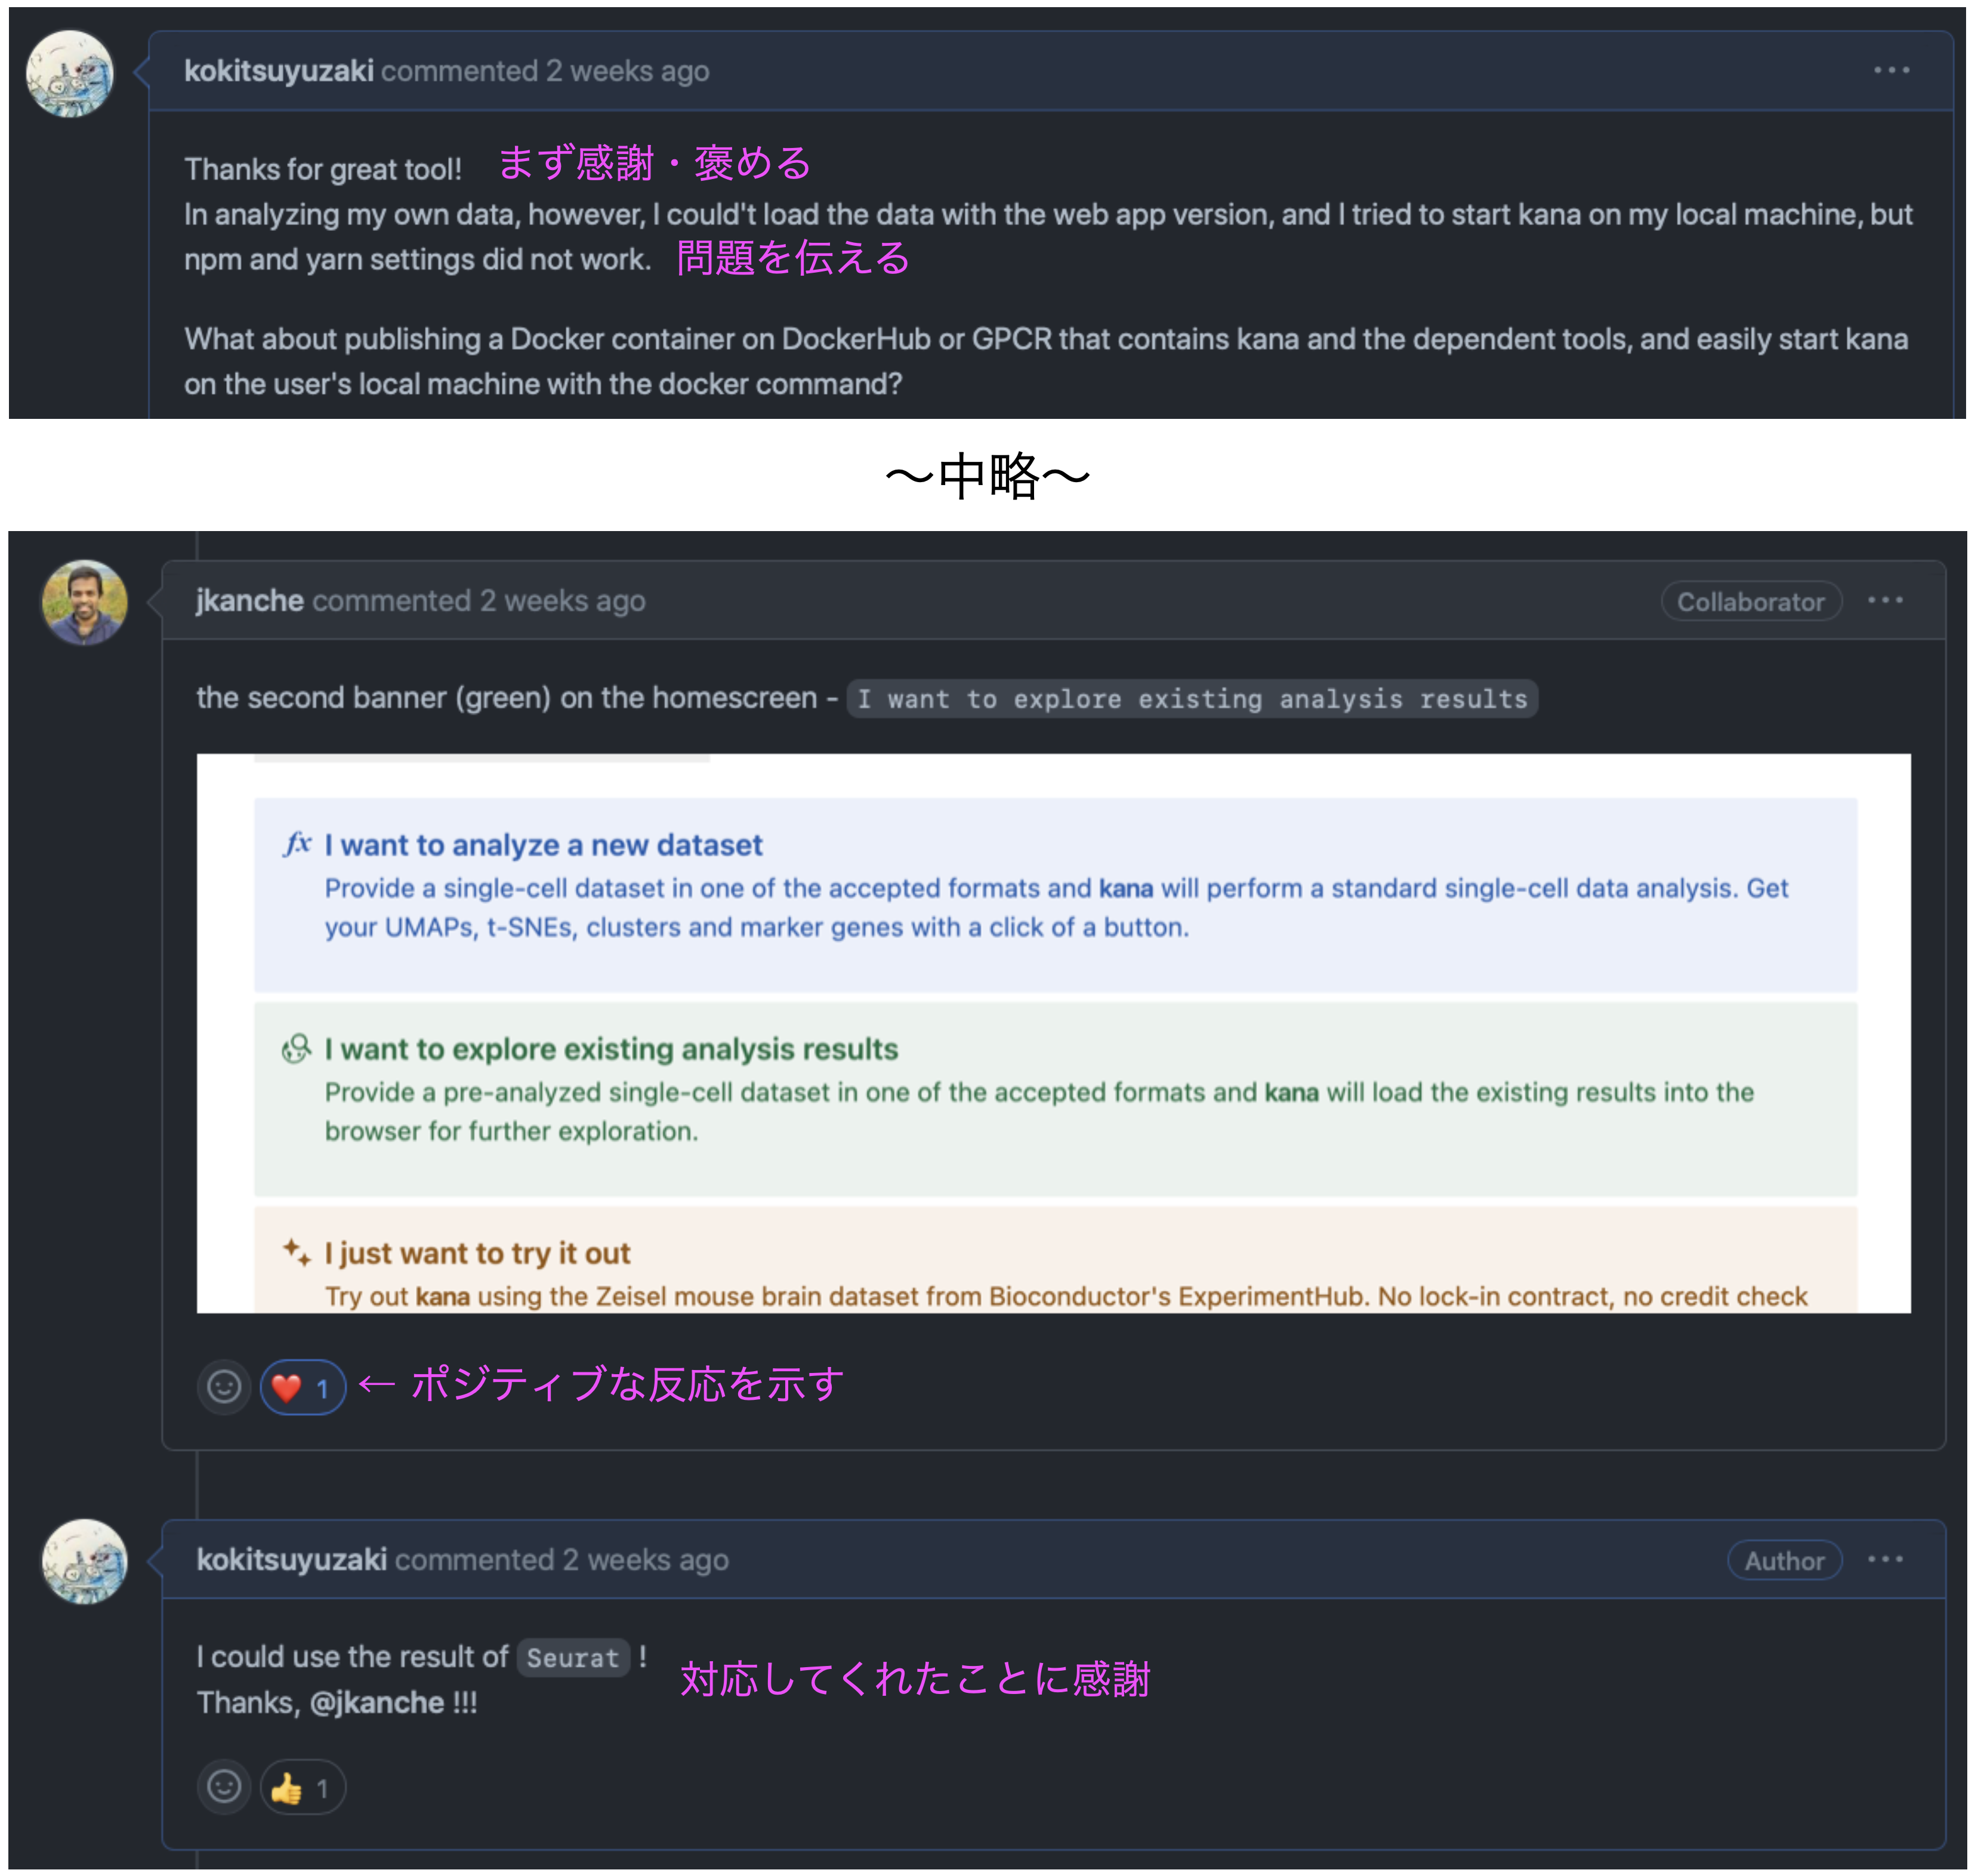 kokitsuyuzaki commented 2 weeks ago
Thanks for great tool! まず感謝・褒める
In analyzing my own data, however, I could't load the data with the web app version, and I tried to start kana on my local machine, but
npm and yarn settings did not work. 問題を伝える
What about publishing a Docker container on DockerHub or GPCR that contains kana and the dependent tools, and easily start kana
on the user's local machine with the docker command?
〜中略〜
jkanche commented 2 weeks ago Collaborator
the second banner (green) on the homescreen - I want to explore existing analysis results
fx I want to analyze a new dataset
Provide a single-cell dataset in one of the accepted formats and kana will perform a standard single-cell data analysis. Get
your UMAPs, t-SNEs, clusters and marker genes with a click of a button.
I want to explore existing analysis results
Provide a pre-analyzed single-cell dataset in one of the accepted formats and kana will load the existing results into the
browser for further exploration.
I just want to try it out
Try out kana using the Zeisel mouse brain dataset from Bioconductor's ExperimentHub. No lock-in contract, no credit check
❤️ 1 ← ポジティブな反応を示す
kokitsuyuzaki commented 2 weeks ago Author
I could use the result of Seurat !
対応してくれたことに感謝
Thanks, @jkanche !!!
👍 1